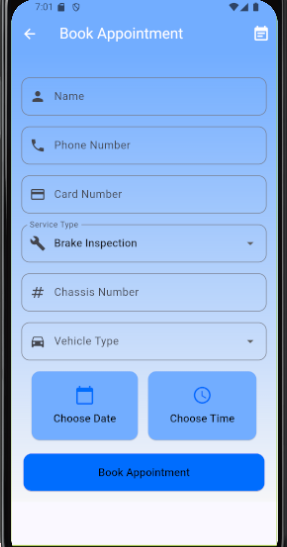 7:01
Book Appointment
Name
Phone Number
Card Number
Service Type
Brake Inspection
# Chassis Number
Vehicle Type
Choose Date
Choose Time
Book Appointment